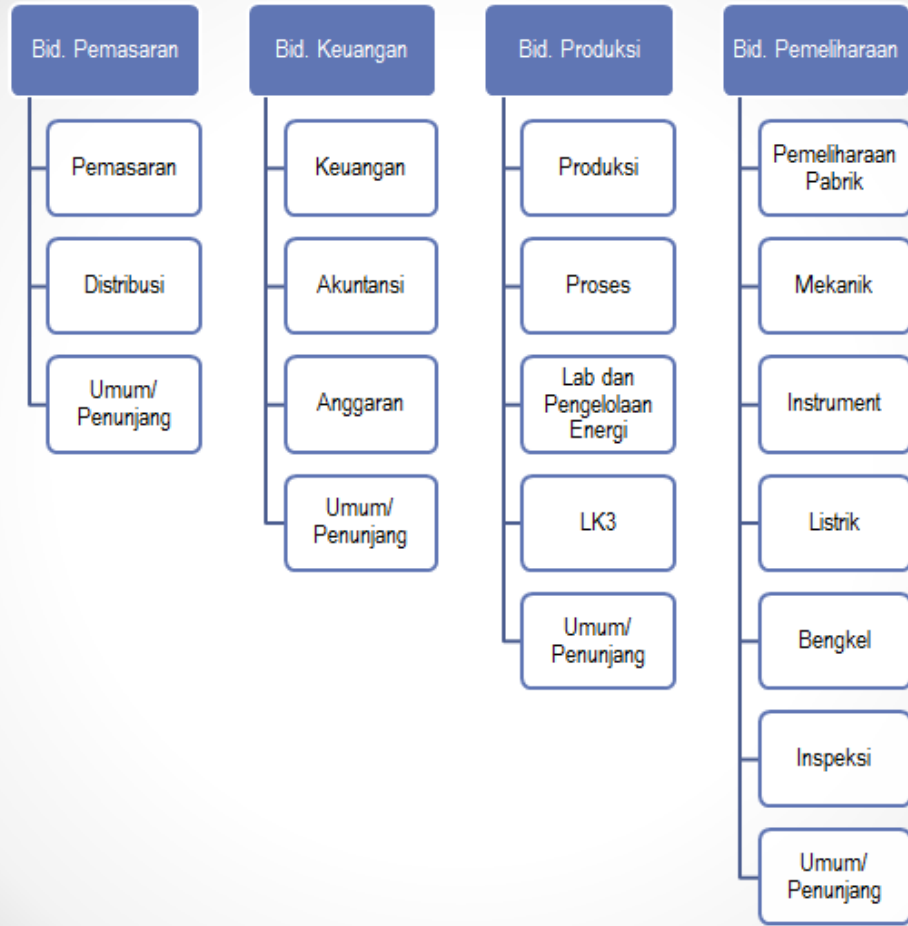 Bid. Pemasaran
Pemasaran
Distribusi
Umum/
Penunjang
Bid. Keuangan
Keuangan
Akuntansi
Anggaran
Umum/
Penunjang
Bid. Produksi
Produksi
Proses
Lab dan
Pengelolaan
Energi
LK3
Umum/
Penunjang
Bid. Pemeliharaan
Pemeliharaan
Pabrik
Mekanik
Instrument
Listrik
Bengkel
Inspeksi
Umum/
Penunjang